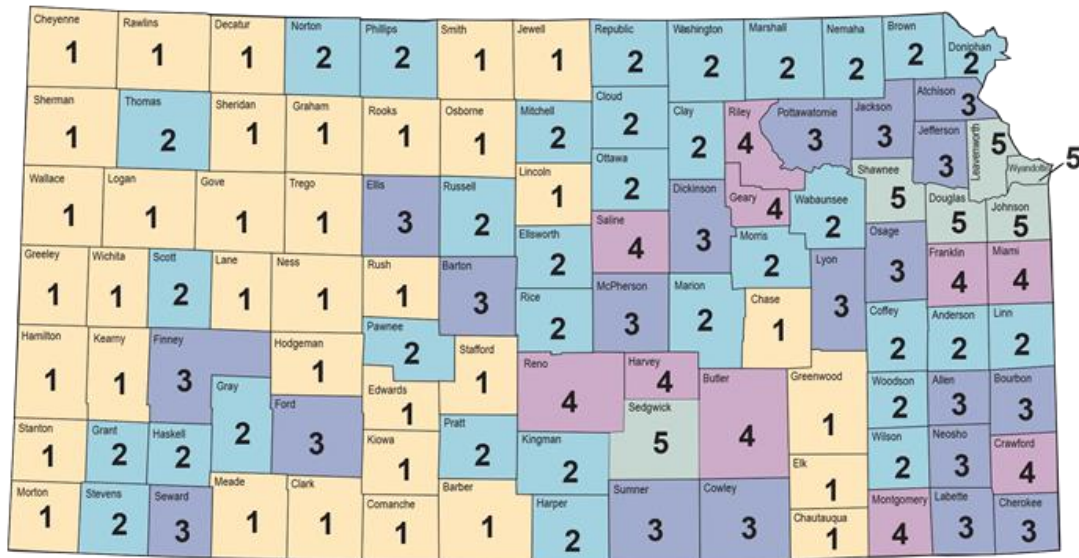 Cheyenne
1
Rawlins
1
Decatur
1
Norton
2
Phillips
2
Smith
1
Jewell
1
Republic
2
Washington
2
Marshall
2
Nemaha
2
Brown
2
Doniphan
2
Sherman
1
Thomas
2
Sheridan
1
Graham
1
Rooks
1
Osborne
1
Mitchell
2
Cloud
2
Clay
2
Riley
4
Pottawatomie
3
Jackson
3
Atchison
3
Jefferson
3
Leavenworth
5
Wyandotte
5
Wallace
1
Logan
1
Gove
1
Trego
1
Ellis
3
Russell
2
Lincoln
1
Ottawa
2
Saline
4
Dickinson
3
Geary
4
Wabaunsee
2
Shawnee
5
Douglas
5
Johnson
5
Greeley
1
Wichita
1
Scott
2
Lane
1
Ness
1
Rush
1
Barton
3
Ellsworth
2
Morris
2
Osage
3
Franklin
4
Miami
4
Rice
2
McPherson
3
Marion
2
Chase
1
Lyon
3
Coffey
2
Anderson
2
Linn
2
Hamilton
1
Kearny
1
Finney
3
Hodgeman
1
Pawnee
2
Stafford
1
Reno
4
Harvey
4
Butler
4
Greenwood
1
Woodson
2
Allen
3
Bourbon
3
Gray
2
Ford
3
Edwards
1
Sedgwick
5
Stanton
1
Grant
2
Haskell
2
Kiowa
1
Pratt
2
Kingman
2
Wilson
2
Neosho
3
Crawford
4
Elk
1
Morton
1
Stevens
2
Seward
3
Meade
1
Clark
1
Comanche
1
Barber
1
Harper
2
Sumner
3
Cowley
3
Chautauqua
1
Montgomery
4
Labette
3
Cherokee
3